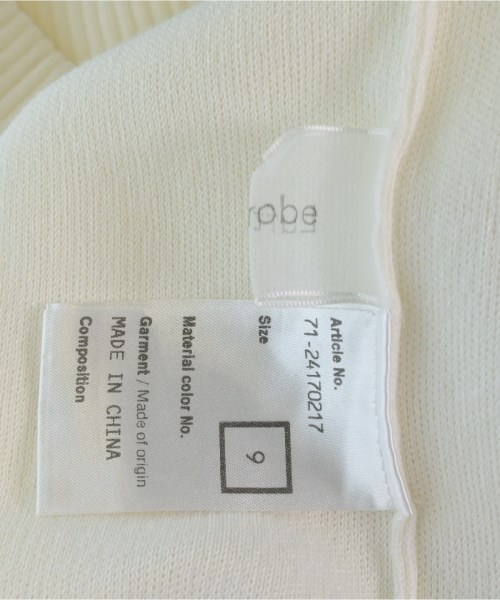 robe
Article No.
71-24170217
Size
9
Material color No.
Garment / Made of origin
MADE IN CHINA
Composition